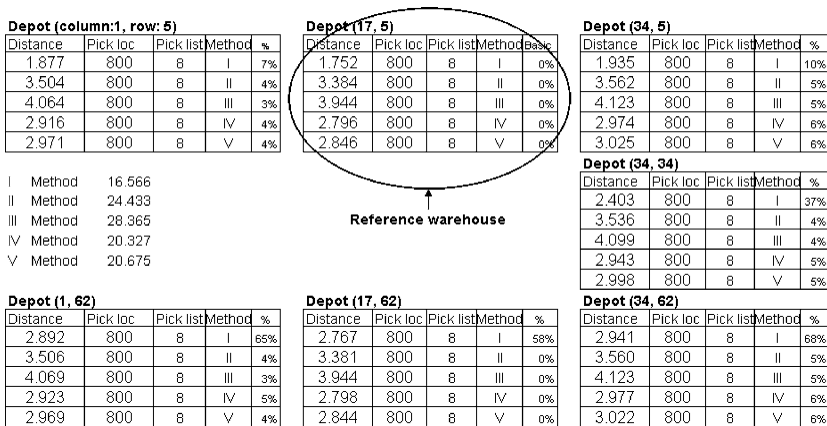 Depot (column:1, row: 5)
Distance Pick loc Pick list Method %
1.877 800 8 I 7%
3.504 800 8 II 4%
4.064 800 8 III 3%
2.916 800 8 IV 4%
2.971 800 8 V 4%
Depot (17, 5)
Distance Pick loc Pick list Method Basic
1.752 800 8 I 0%
3.384 800 8 II 0%
3.944 800 8 III 0%
2.796 800 8 IV 0%
2.846 800 8 V 0%
Depot (34, 5)
Distance Pick loc Pick list Method %
1.935 800 8 I 10%
3.562 800 8 II 5%
4.123 800 8 III 5%
2.974 800 8 IV 6%
3.025 800 8 V 6%
I Method 16.566
II Method 24.433
III Method 28.365
IV Method 20.327
V Method 20.675
Reference warehouse
Depot (34, 34)
Distance Pick loc Pick list Method %
2.403 800 8 I 37%
3.536 800 8 II 4%
4.099 800 8 III 4%
2.943 800 8 IV 5%
2.998 800 8 V 5%
Depot (1, 62)
Distance Pick loc Pick list Method %
2.892 800 8 I 65%
3.506 800 8 II 4%
4.069 800 8 III 3%
2.923 800 8 IV 5%
2.969 800 8 V 4%
Depot (17, 62)
Distance Pick loc Pick list Method %
2.767 800 8 I 58%
3.381 800 8 II 0%
3.944 800 8 III 0%
2.798 800 8 IV 0%
2.844 800 8 V 0%
Depot (34, 62)
Distance Pick loc Pick list Method %
2.941 800 8 I 68%
3.560 800 8 II 5%
4.123 800 8 III 5%
2.977 800 8 IV 6%
3.022 800 8 V 6%